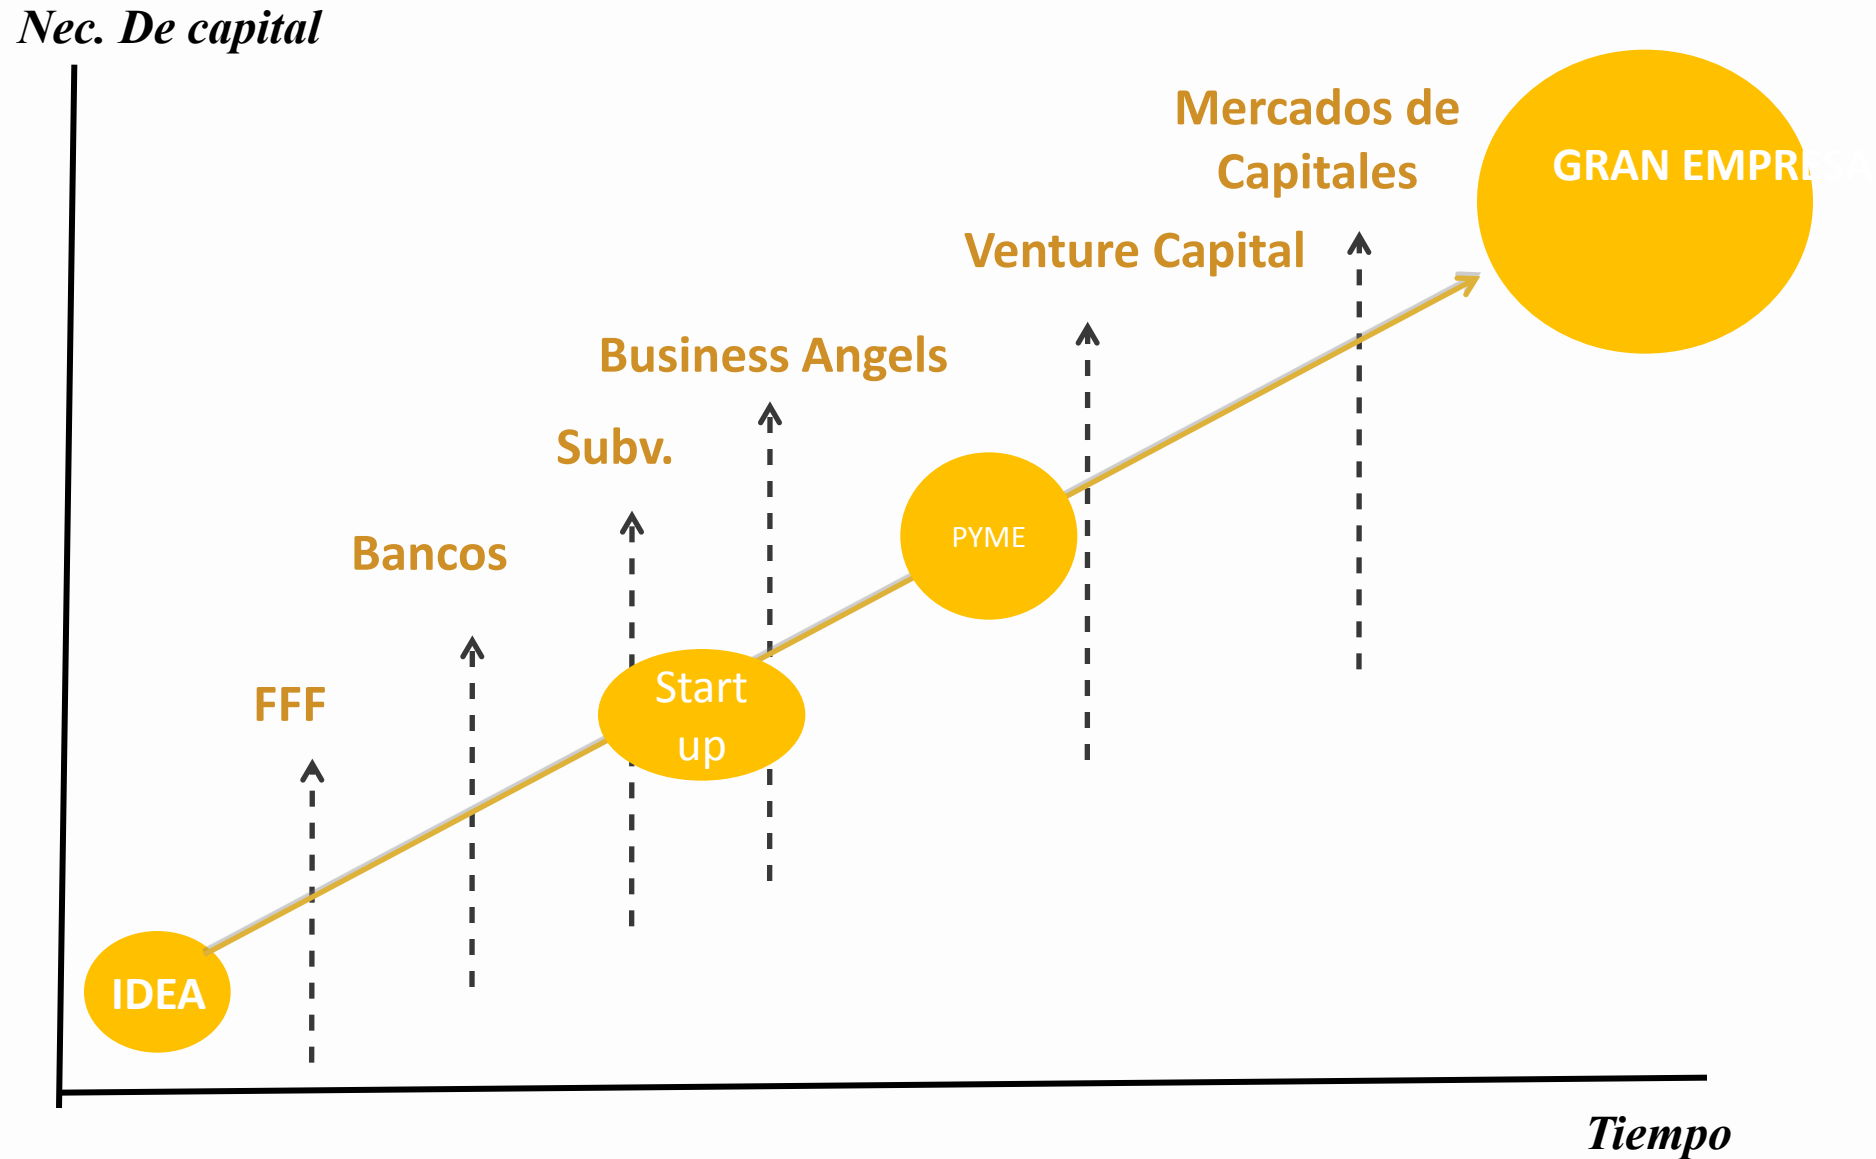 Nec. De capital
Mercados de
Capitales
GRAN EMPRESA
Venture Capital
Business Angels
Subv.
Bancos
PYME
FFF
Start
up
IDEA
Tiempo